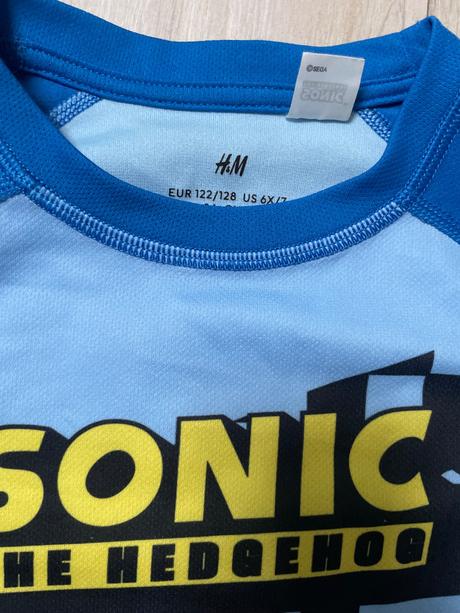 ©SEGA
SONIC
H&M
EUR 122/128 US 6X/7
SONIC
THE HEDGEHOG